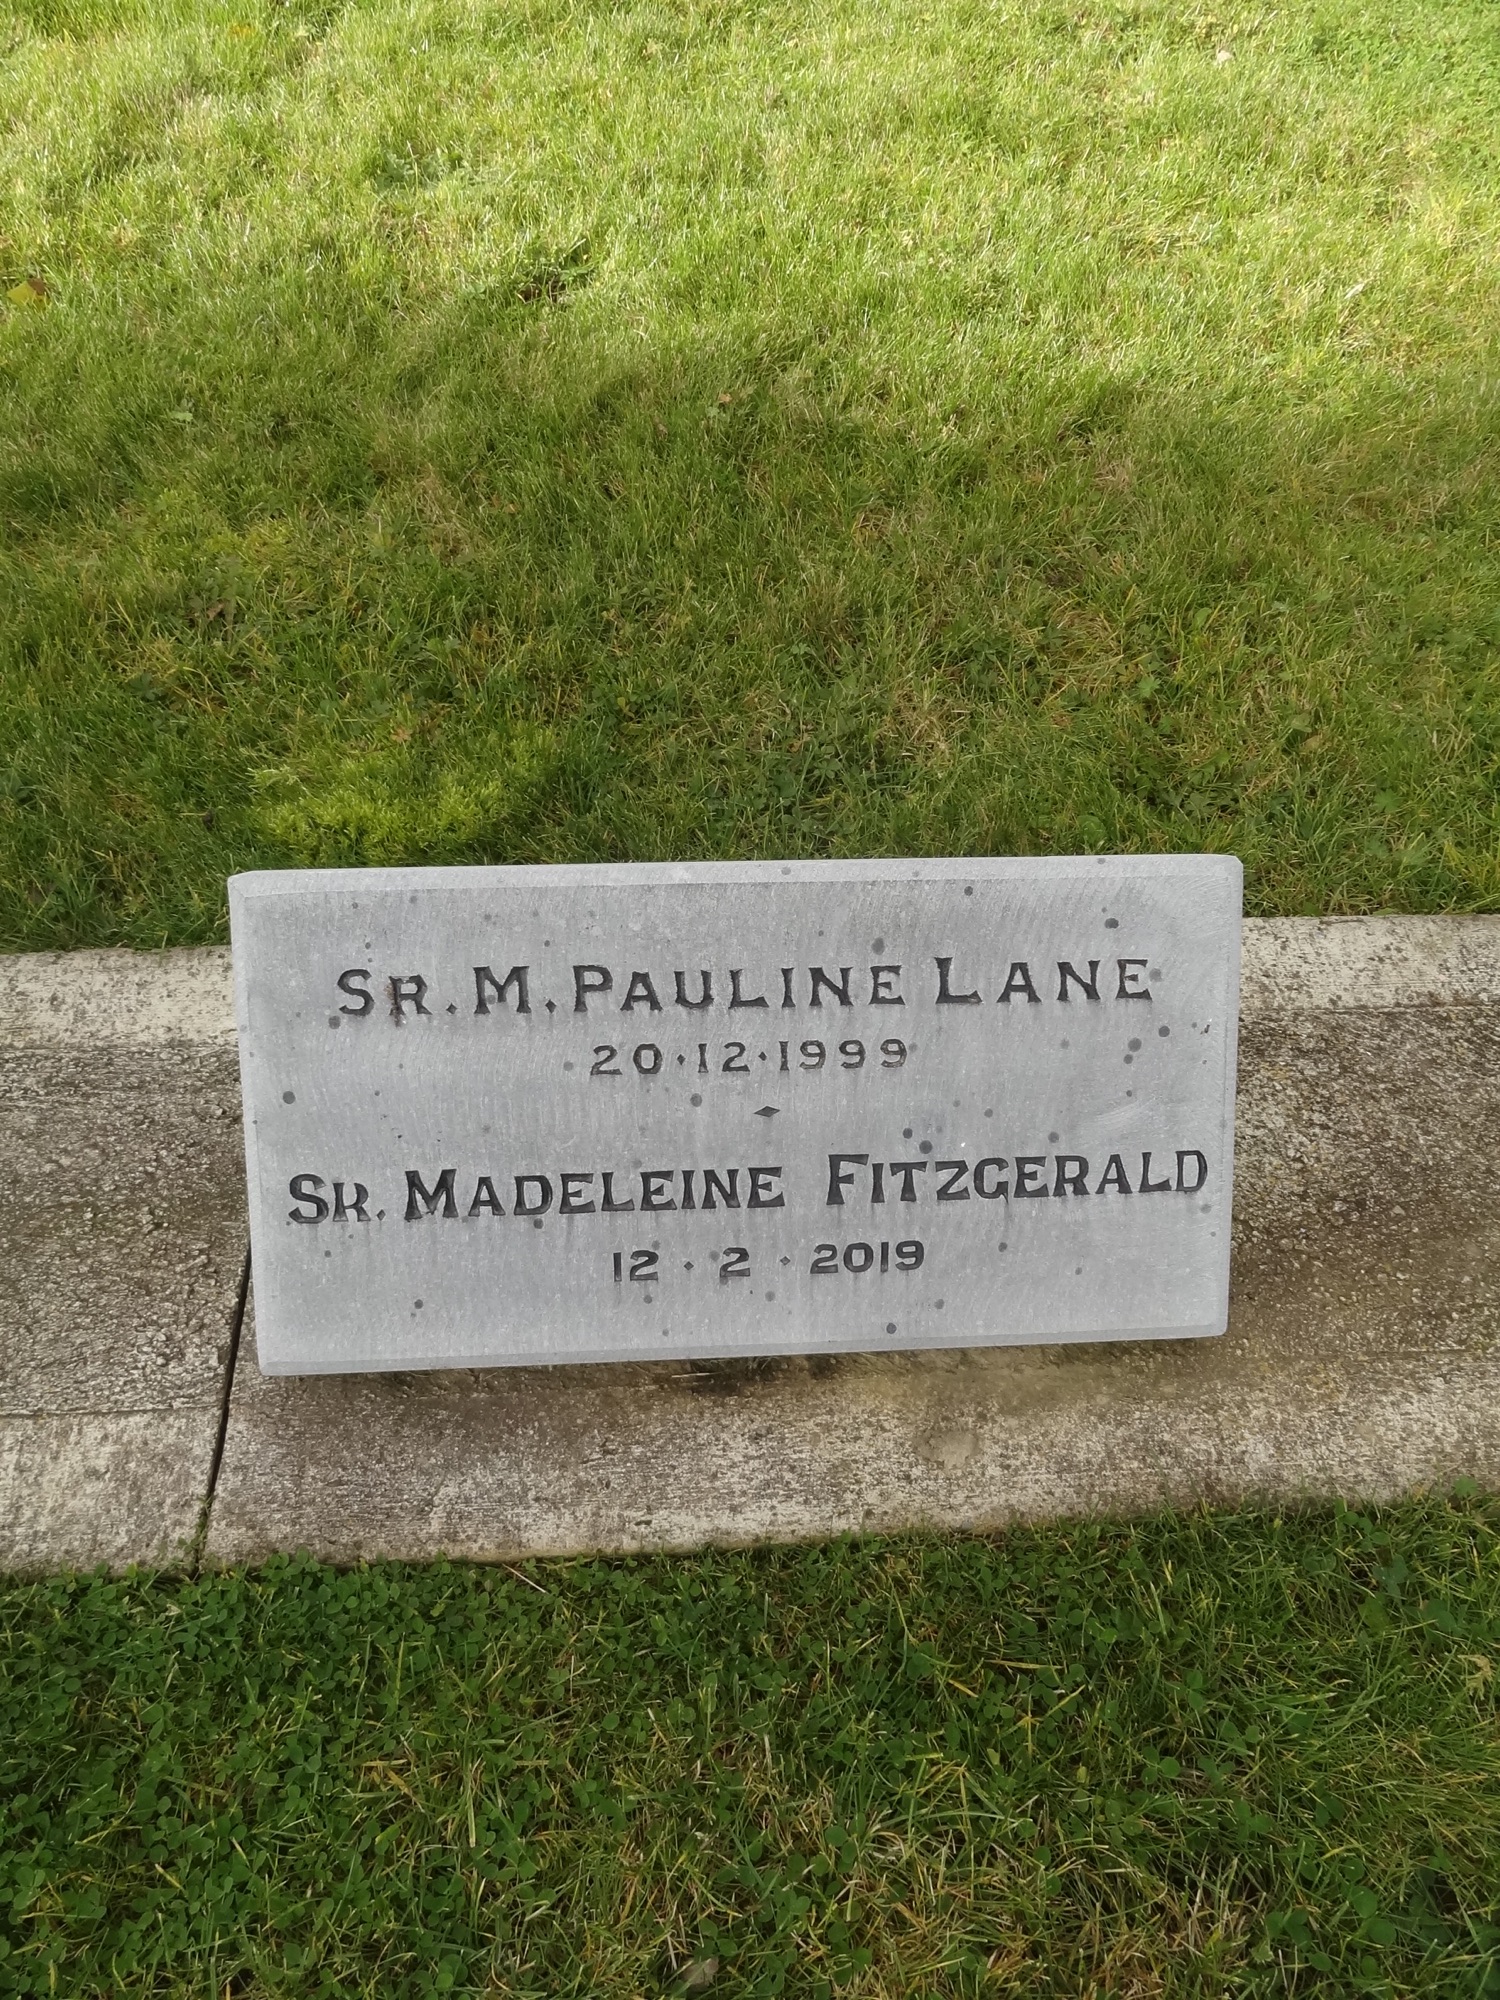 SR. M. PAULINE LANE
20·12·1999
SR. MADELEINE FITZGERALD
12 · 2 · 2019